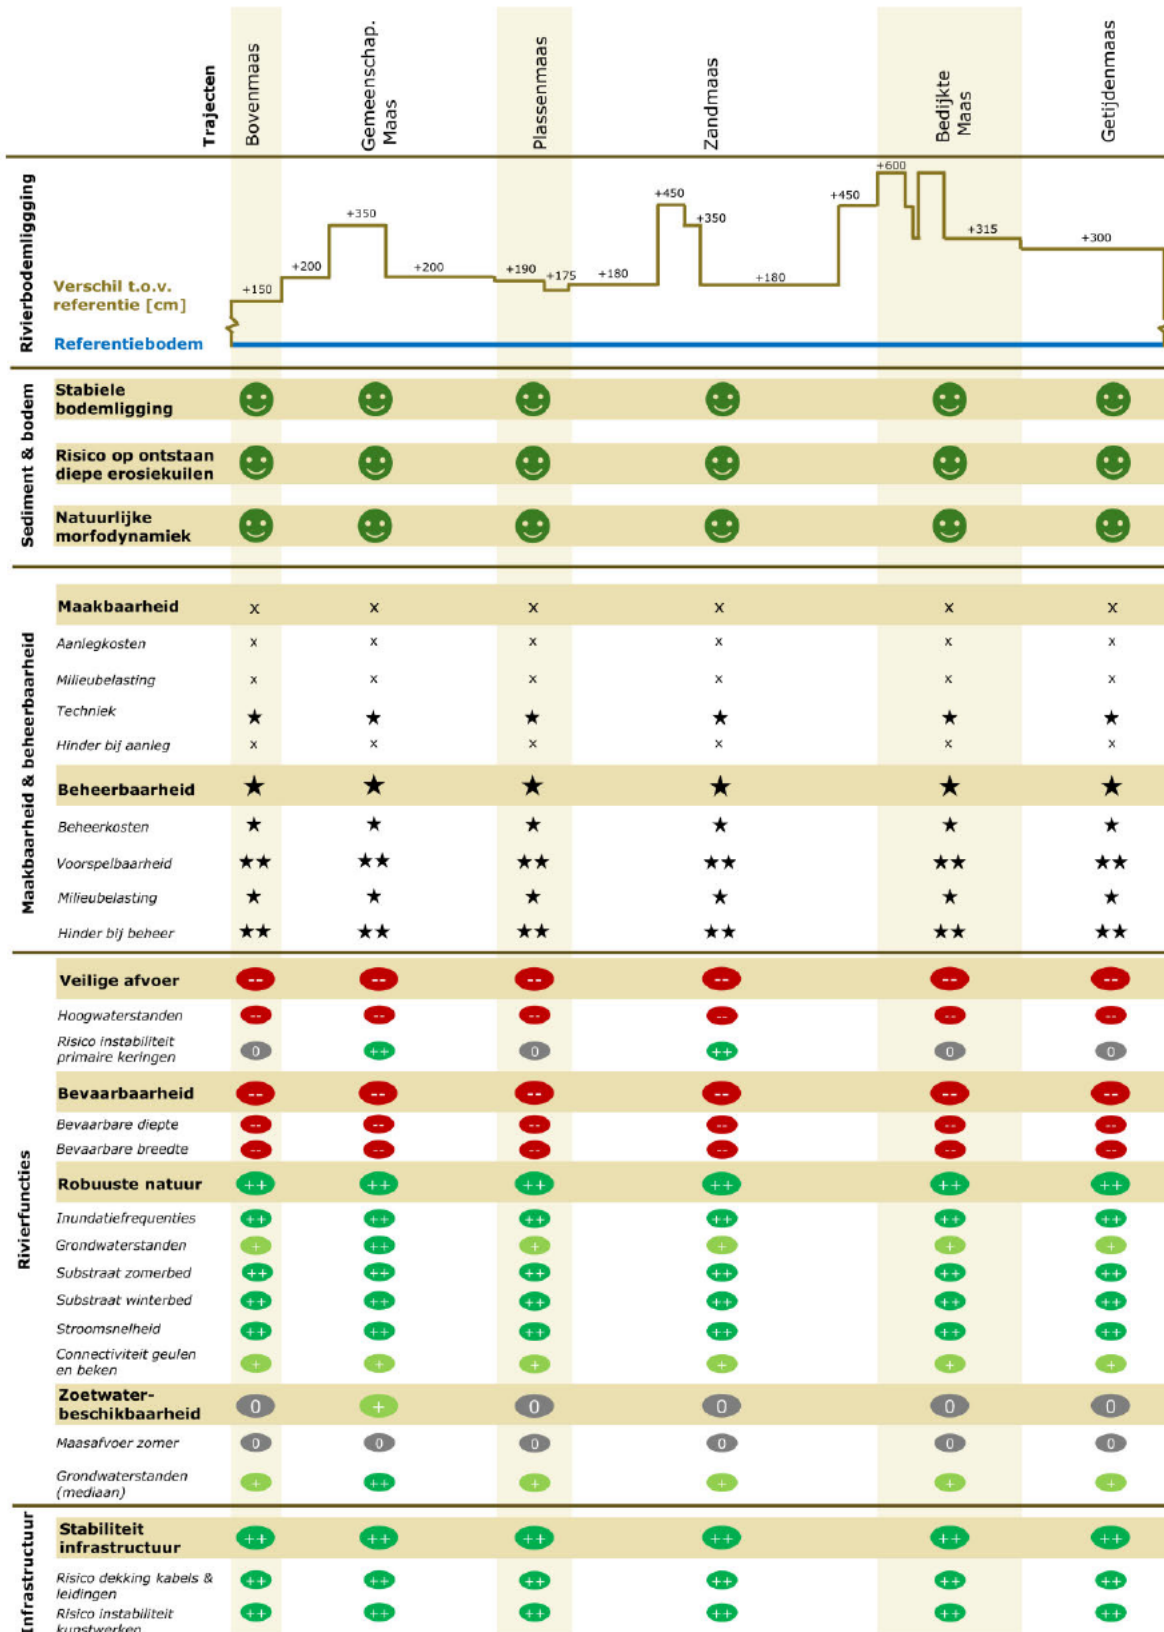 Trajecten
Bovenmaas
Gemeenschap.
Maas
Plassenmaas
Zandmaas
Bedijkte
Maas
Getijdenmaas
Rivierbodemliggging
+150
+200
+350
+200
+190
+175
+180
+450
+350
+180
+450
+600
+315
+300
Verschil t.o.v.
referentie [cm]
Referentiebodem
Sediment & bodem
Stabiele
bodemligging
Risico op ontstaan
diepe erosiekuilen
Natuurlijke
morfodynamiek
Maakbaarheid & beheerbaarheid
Maakbaarheid x x x x x x
Aanlegkosten x x x x x x
Milieubelasting x x x x x x
Techniek ★ ★ ★ ★ ★ ★
Hinder bij aanleg x x x x x x
Beheerbaarheid ★ ★ ★ ★ ★ ★
Beheerkosten ★ ★ ★ ★ ★ ★
Voorspelbaarheid ★★ ★★ ★★ ★★ ★★ ★★
Milieubelasting ★ ★ ★ ★ ★ ★
Hinder bij beheer ★★ ★★ ★★ ★★ ★★ ★★
Rivierfuncties
Veilige afvoer -- -- -- -- -- --
Hoogwaterstanden -- -- -- -- -- --
Risico instabiliteit
primaire keringen 0 ++ 0 ++ 0 0
Bevaarbaarheid -- -- -- -- -- --
Bevaarbare diepte -- -- -- -- -- --
Bevaarbare breedte -- -- -- -- -- --
Robuuste natuur ++ ++ ++ ++ ++ ++
Inundatiefrequenties ++ ++ ++ ++ ++ ++
Grondwaterstanden + ++ + + + +
Substraat zomerbed ++ ++ ++ ++ ++ ++
Substraat winterbed ++ ++ ++ ++ ++ ++
Stroomsnelheid ++ ++ ++ ++ ++ ++
Connectiviteit geulen
en beken + + + + + +
Zoetwater-
beschikbaarheid 0 + 0 0 0 0
Maasafvoer zomer 0 0 0 0 0 0
Grondwaterstanden
(mediaan) + ++ + + + +
Infrastructuur
Stabiliteit
infrastructuur ++ ++ ++ ++ ++ ++
Risico dekking kabels &
leidingen ++ ++ ++ ++ ++ ++
Risico instabiliteit
kunstwerken ++ ++ ++ ++ ++ ++